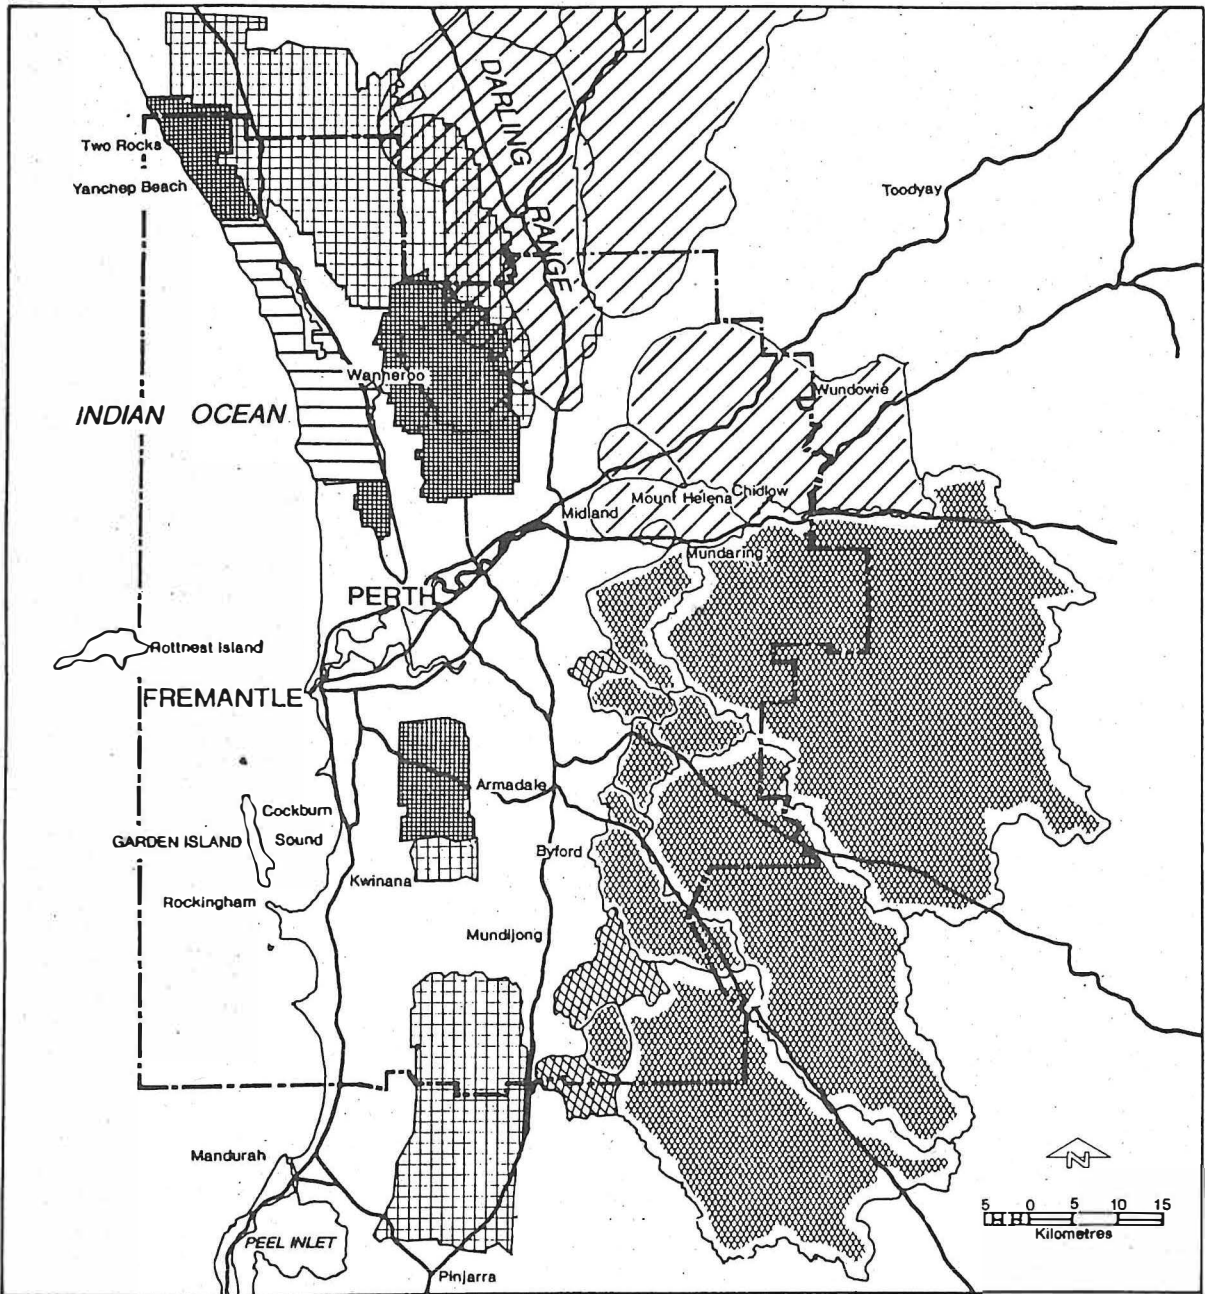 DARLING
RANGE
Two Rocks
Yanchep Beach
Toodyay
Wanneroo
Wundowie
INDIAN OCEAN
Mount Helena
Chidlow
Midland
Mundaring
PERTH
Rottnest Island
FREMANTLE
Armadale
Cockburn
Sound
GARDEN ISLAND
Byford
Kwinana
Rockingham
Mundijong
Mandurah
PEEL INLET
Pinjarra
N
5 0 5 10 15
Kilometres